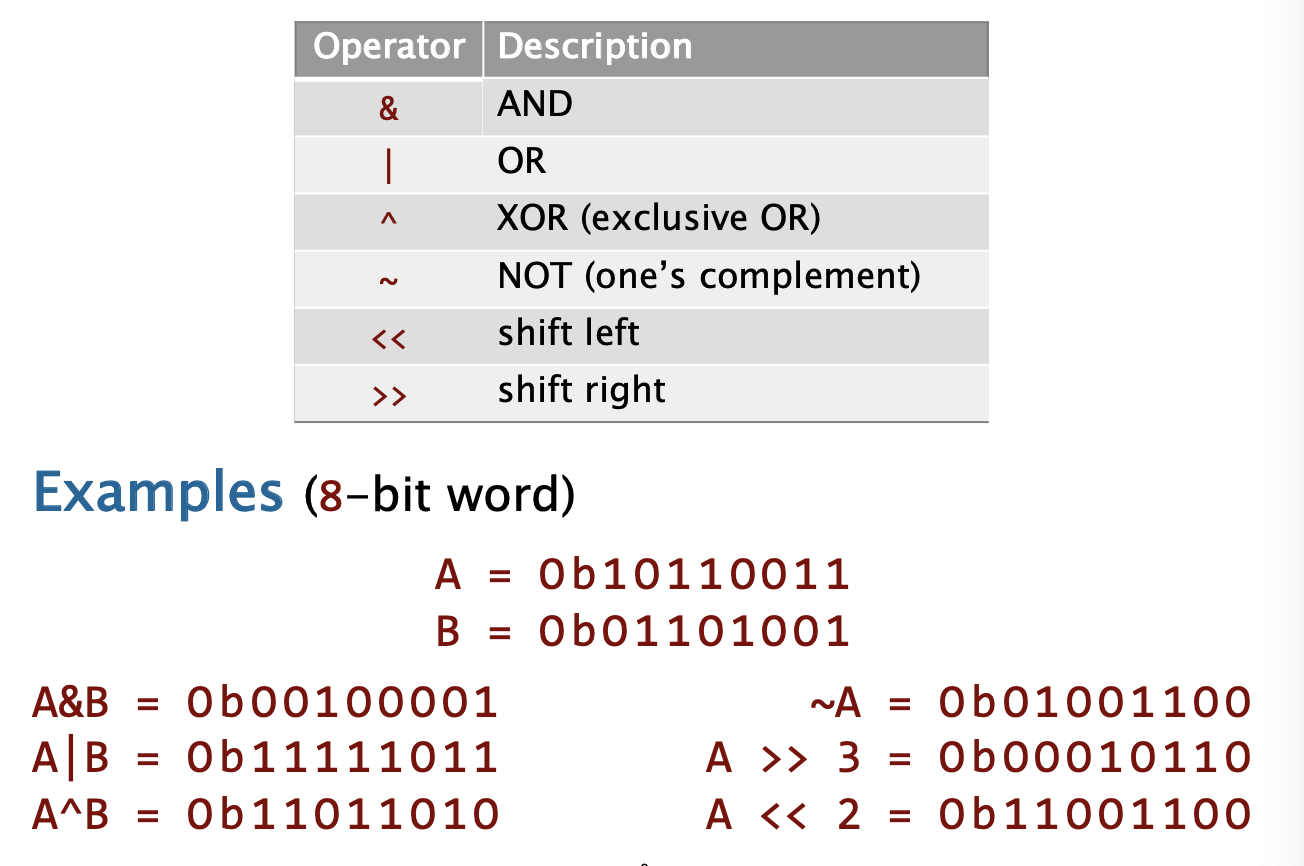 Operator Description
& AND
| OR
^ XOR (exclusive OR)
~ NOT (one’s complement)
<< shift left
>> shift right
Examples (8-bit word)
A = 0b10110011
B = 0b01101001
A&B = 0b00100001 ~A = 0b01001100
A|B = 0b11111011 A >> 3 = 0b00010110
A^B = 0b11011010 A << 2 = 0b11001100